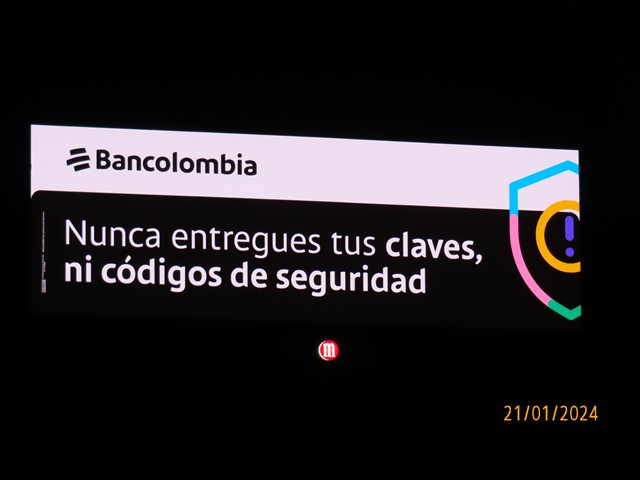 Bancolombia
Nunca entregues tus claves,
ni códigos de seguridad
m
21/01/2024